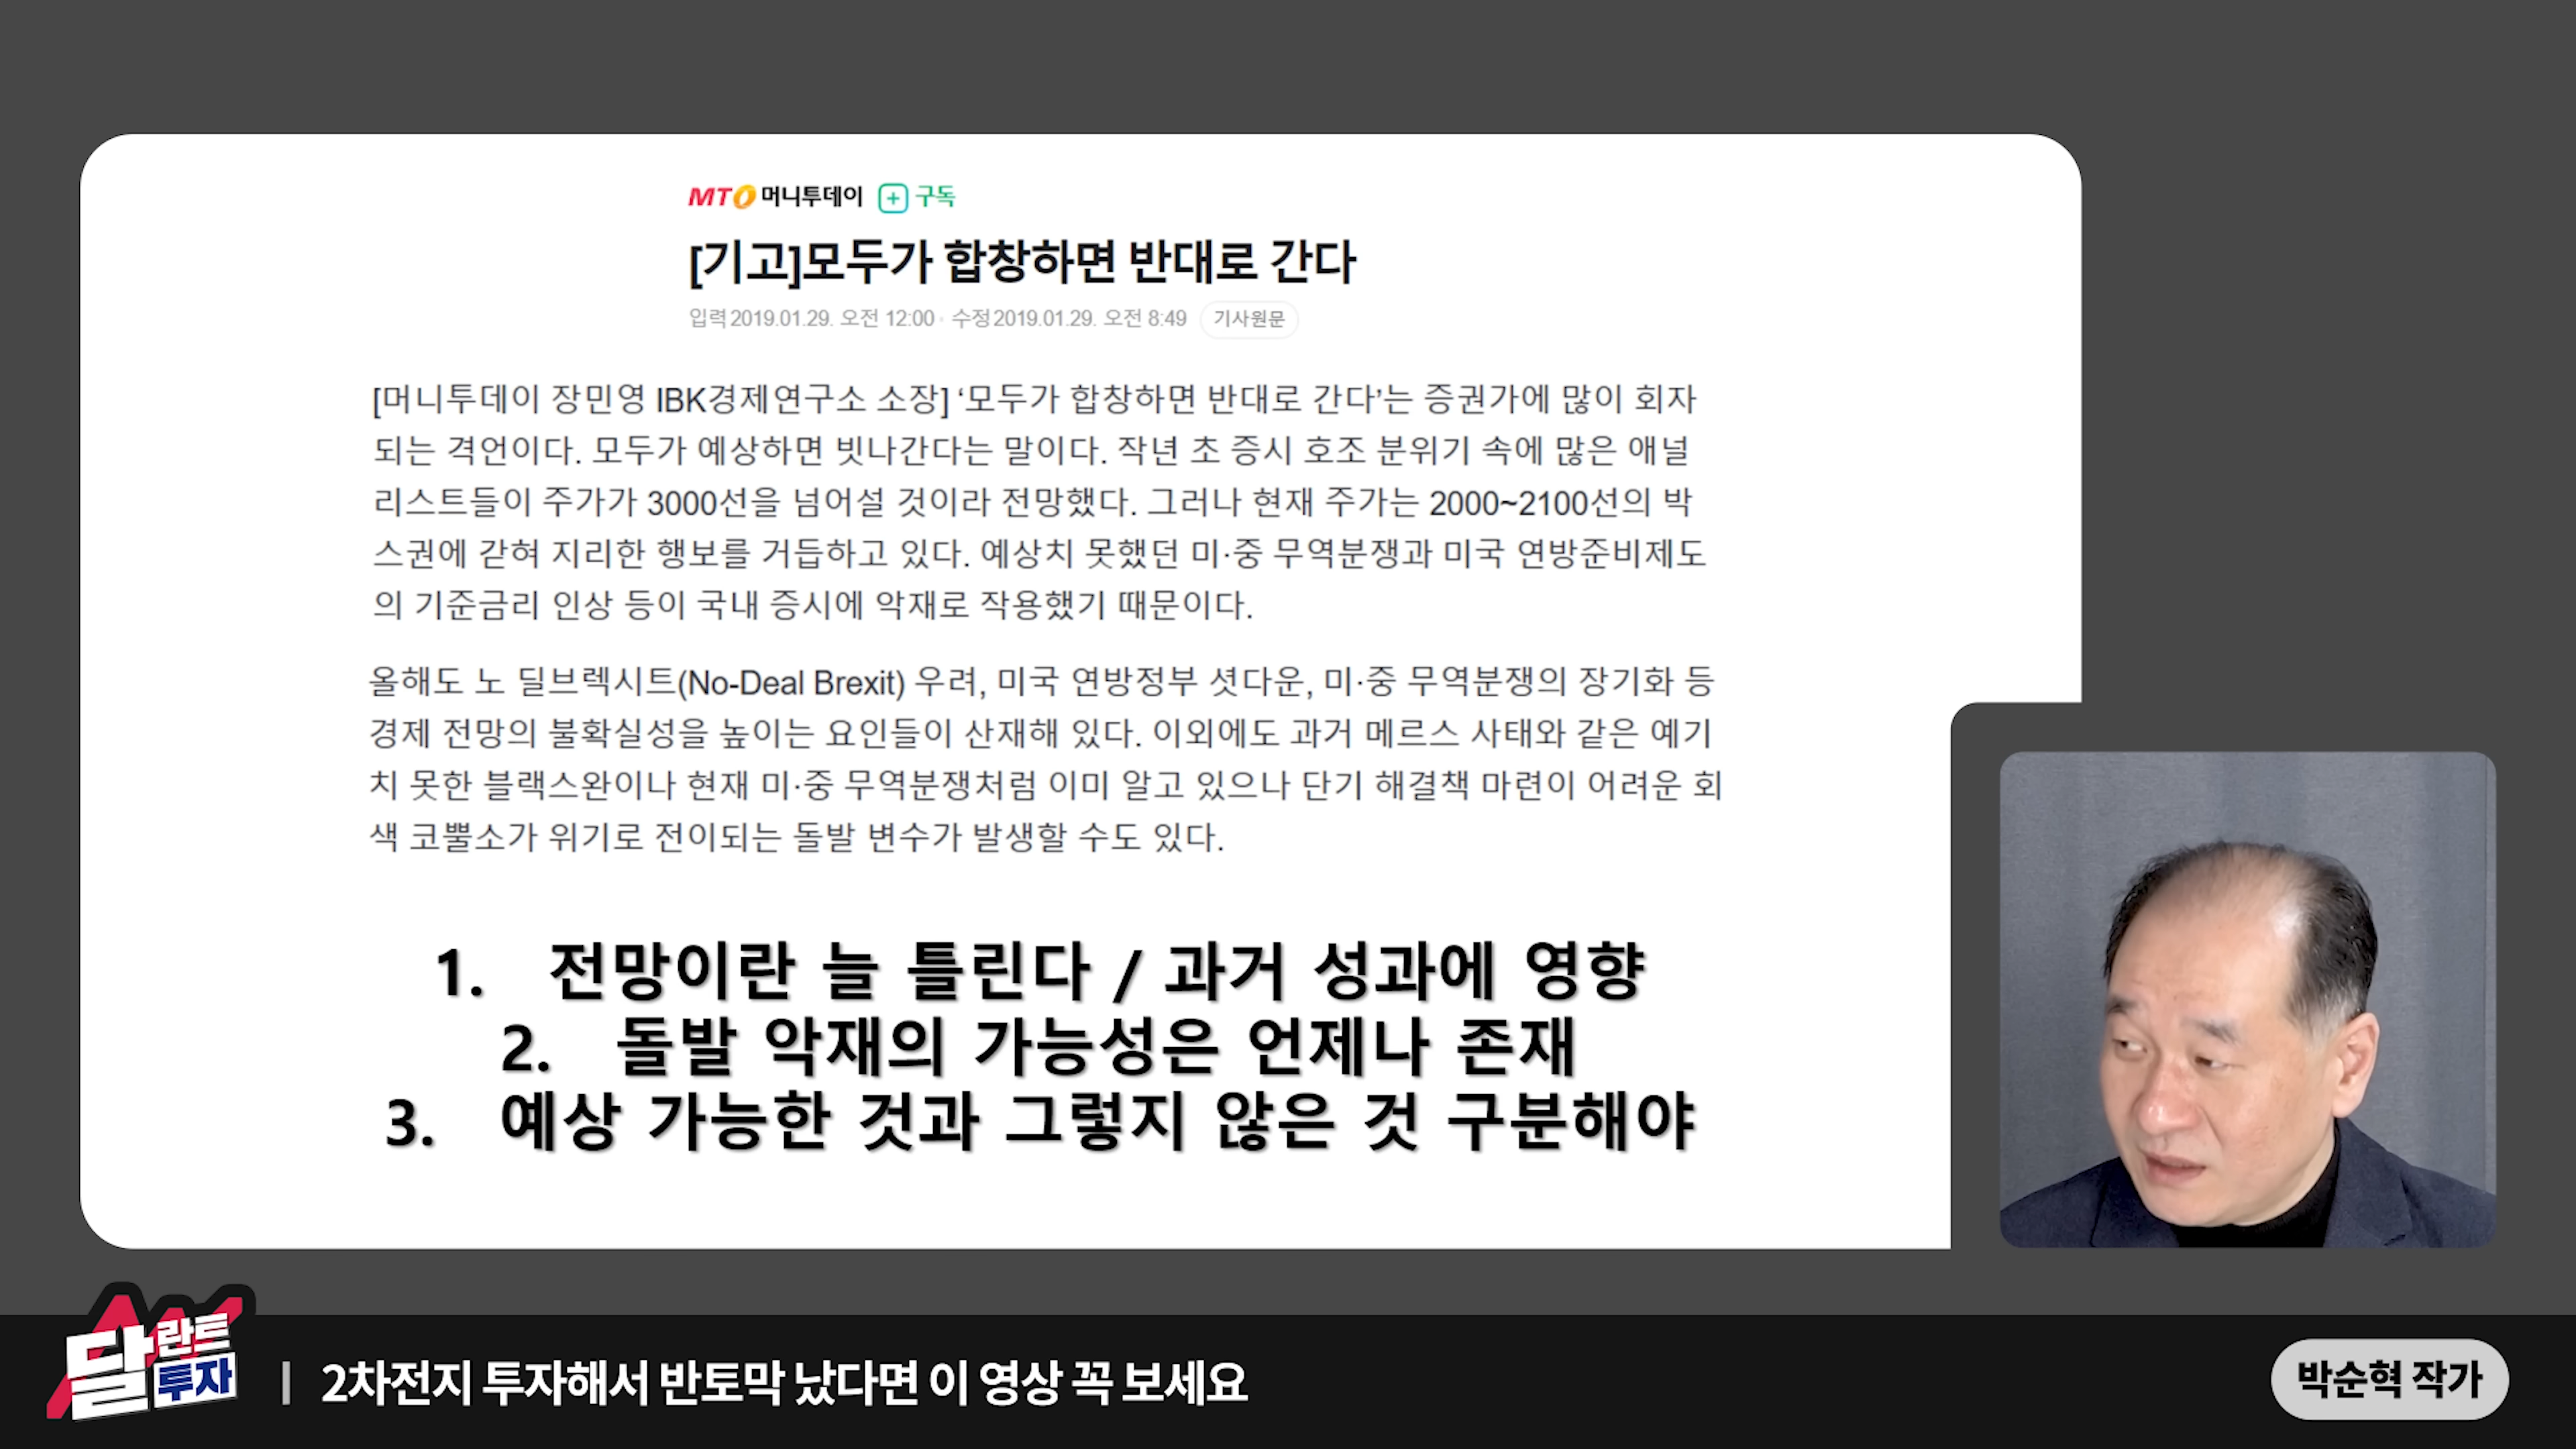 MTO 머니투데이 + 구독
[기고]모두가 합창하면 반대로 간다
입력 2019.01.29. 오전 12:00 · 수정 2019.01.29. 오전 8:49 기사원문
[머니투데이 장민영 IBK경제연구소 소장] ‘모두가 합창하면 반대로 간다’는 증권가에 많이 회자
되는 격언이다. 모두가 예상하면 빗나간다는 말이다. 작년 초 증시 호조 분위기 속에 많은 애널
리스트들이 주가가 3000선을 넘어설 것이라 전망했다. 그러나 현재 주가는 2000~2100선의 박
스권에 갇혀 지리한 행보를 거듭하고 있다. 예상치 못했던 미·중 무역분쟁과 미국 연방준비제도
의 기준금리 인상 등이 국내 증시에 악재로 작용했기 때문이다.
올해도 노 딜브렉시트(No-Deal Brexit) 우려, 미국 연방정부 셧다운, 미·중 무역분쟁의 장기화 등
경제 전망의 불확실성을 높이는 요인들이 산재해 있다. 이외에도 과거 메르스 사태와 같은 예기
치 못한 블랙스완이나 현재 미·중 무역분쟁처럼 이미 알고 있으나 단기 해결책 마련이 어려운 회
색 코뿔소가 위기로 전이되는 돌발 변수가 발생할 수도 있다.
1. 전망이란 늘 틀린다 / 과거 성과에 영향
2. 돌발 악재의 가능성은 언제나 존재
3. 예상 가능한 것과 그렇지 않은 것 구분해야
달란트 투자
2차전지 투자해서 반토막 났다면 이 영상 꼭 보세요
박순혁 작가